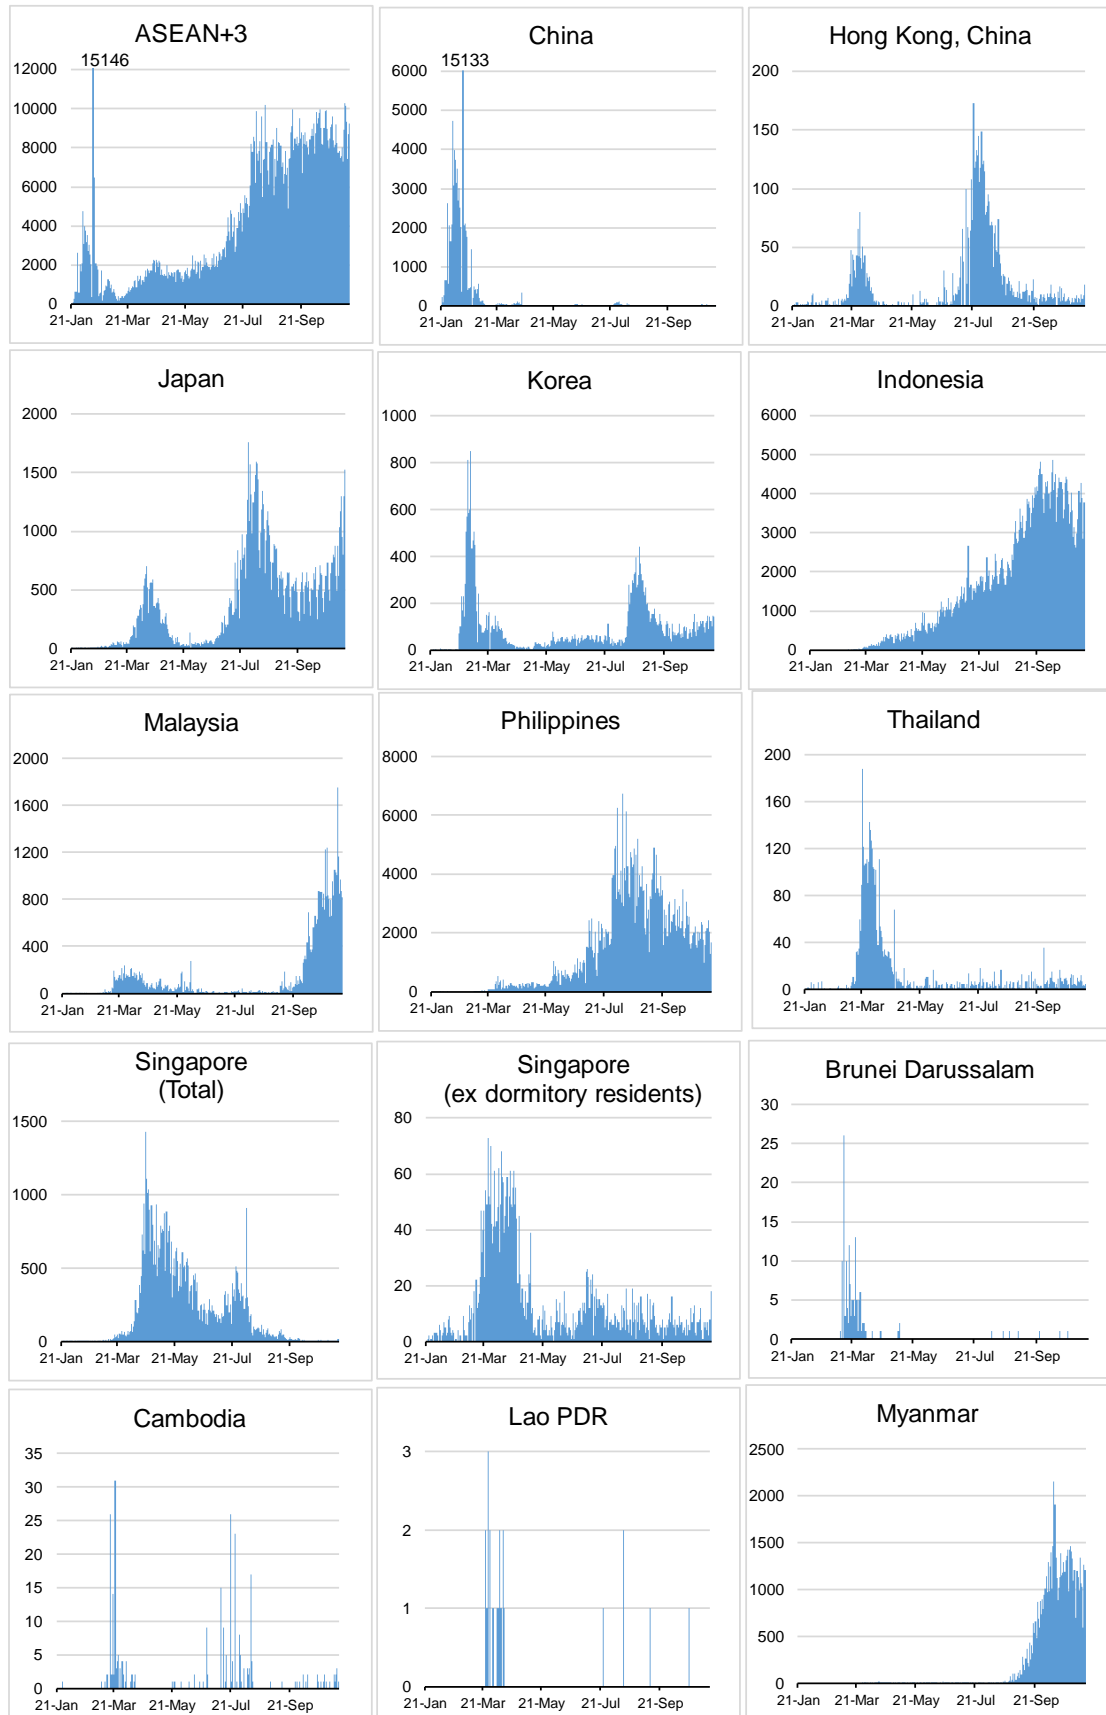 ASEAN+3
15146
12000
10000
8000
6000
4000
2000
0
21-Jan 21-Mar 21-May 21-Jul 21-Sep
China
15133
6000
5000
4000
3000
2000
1000
0
21-Jan 21-Mar 21-May 21-Jul 21-Sep
Hong Kong, China
200
150
100
50
0
21-Jan 21-Mar 21-May 21-Jul 21-Sep
Japan
2000
1500
1000
500
0
21-Jan 21-Mar 21-May 21-Jul 21-Sep
Korea
1000
800
600
400
200
0
21-Jan 21-Mar 21-May 21-Jul 21-Sep
Indonesia
6000
5000
4000
3000
2000
1000
0
21-Jan 21-Mar 21-May 21-Jul 21-Sep
Malaysia
2000
1600
1200
800
400
0
21-Jan 21-Mar 21-May 21-Jul 21-Sep
Philippines
8000
6000
4000
2000
0
21-Jan 21-Mar 21-May 21-Jul 21-Sep
Thailand
200
160
120
80
40
0
21-Jan 21-Mar 21-May 21-Jul 21-Sep
Singapore
(Total)
1500
1000
500
0
21-Jan 21-Mar 21-May 21-Jul 21-Sep
Singapore
(ex dormitory residents)
80
60
40
20
0
21-Jan 21-Mar 21-May 21-Jul 21-Sep
Brunei Darussalam
30
25
20
15
10
5
0
21-Jan 21-Mar 21-May 21-Jul 21-Sep
Cambodia
35
30
25
20
15
10
5
0
21-Jan 21-Mar 21-May 21-Jul 21-Sep
Lao PDR
3
2
1
0
21-Jan 21-Mar 21-May 21-Jul 21-Sep
Myanmar
2500
2000
1500
1000
500
0
21-Jan 21-Mar 21-May 21-Jul 21-Sep